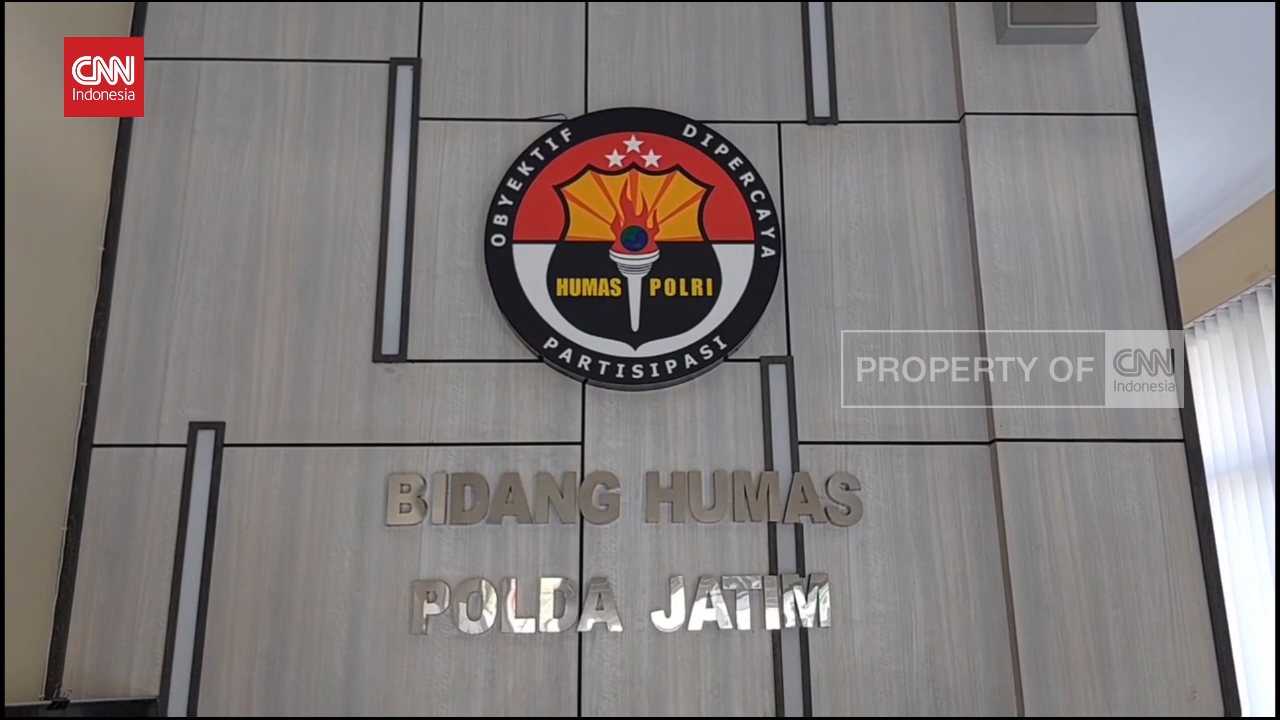 CNN
Indonesia
OBYEKTIF DIPERCAYA
HUMAS POLRI
PARTISIPASI
PROPERTY OF CNN
Indonesia
BIDANG HUMAS
POLDA JATIM